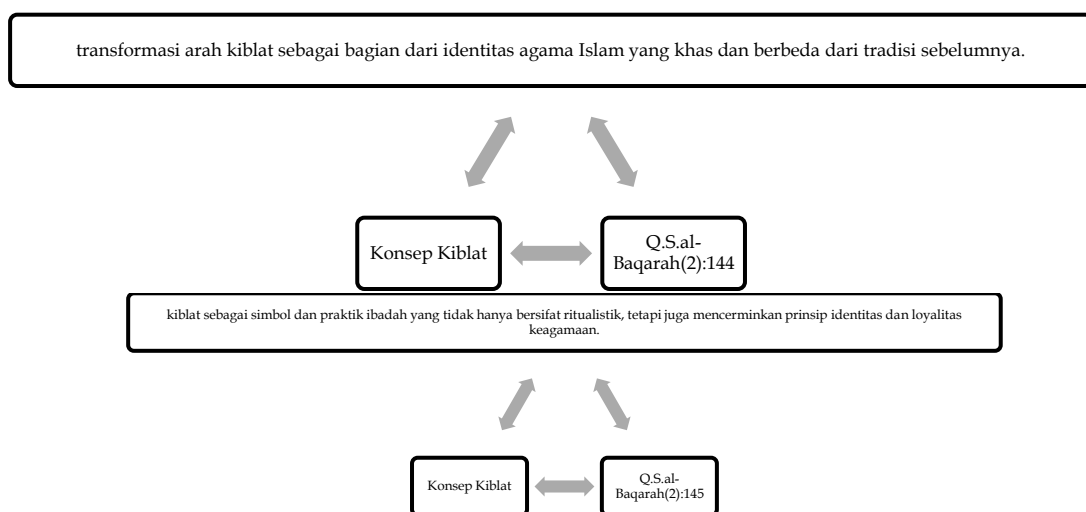 transformasi arah kiblat sebagai bagian dari identitas agama Islam yang khas dan berbeda dari tradisi sebelumnya.
Konsep Kiblat
Q.S.al-
Baqarah(2):144
kiblat sebagai simbol dan praktik ibadah yang tidak hanya bersifat ritualistik, tetapi juga mencerminkan prinsip identitas dan loyalitas
keagamaan.
Konsep Kiblat
Q.S.al-
Baqarah(2):145